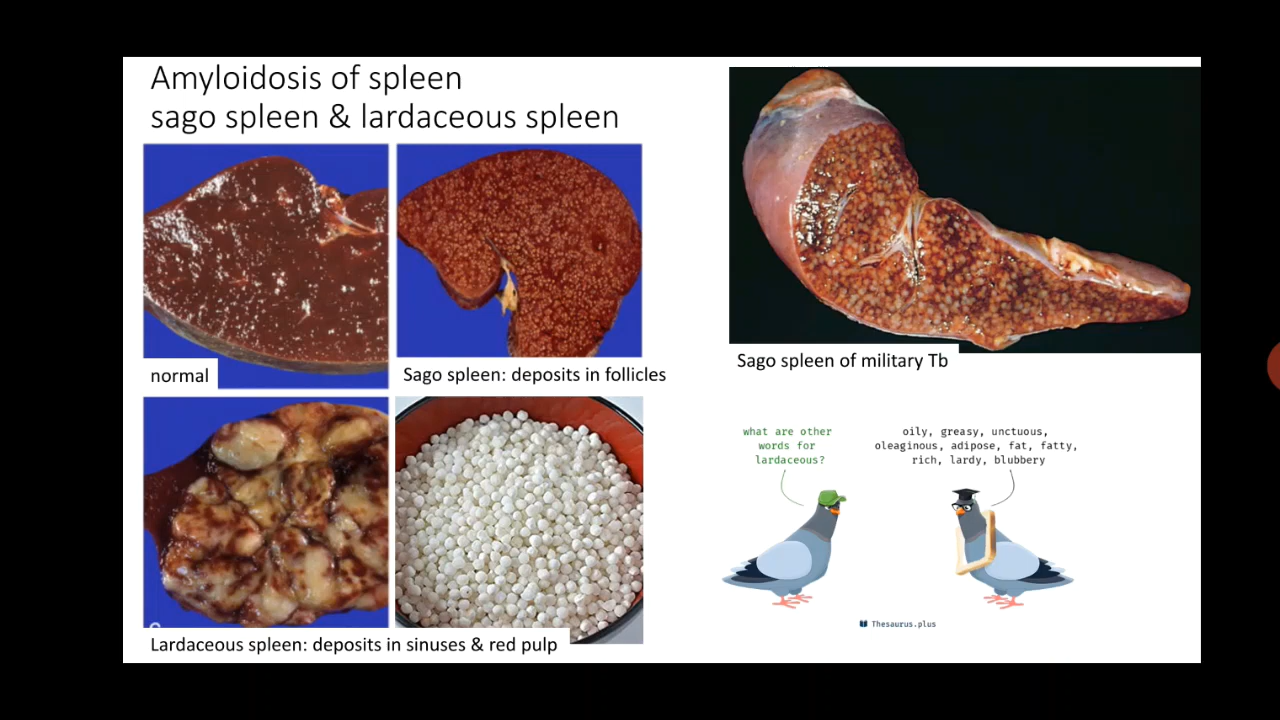 Amyloidosis of spleen
sago spleen & lardaceous spleen
normal
Sago spleen: deposits in follicles
Lardaceous spleen: deposits in sinuses & red pulp
Sago spleen of military Tb
what are other
words for
lardaceous?
oily, greasy, unctuous,
oleaginous, adipose, fat, fatty,
rich, lardy, blubbery
Thesaurus.plus